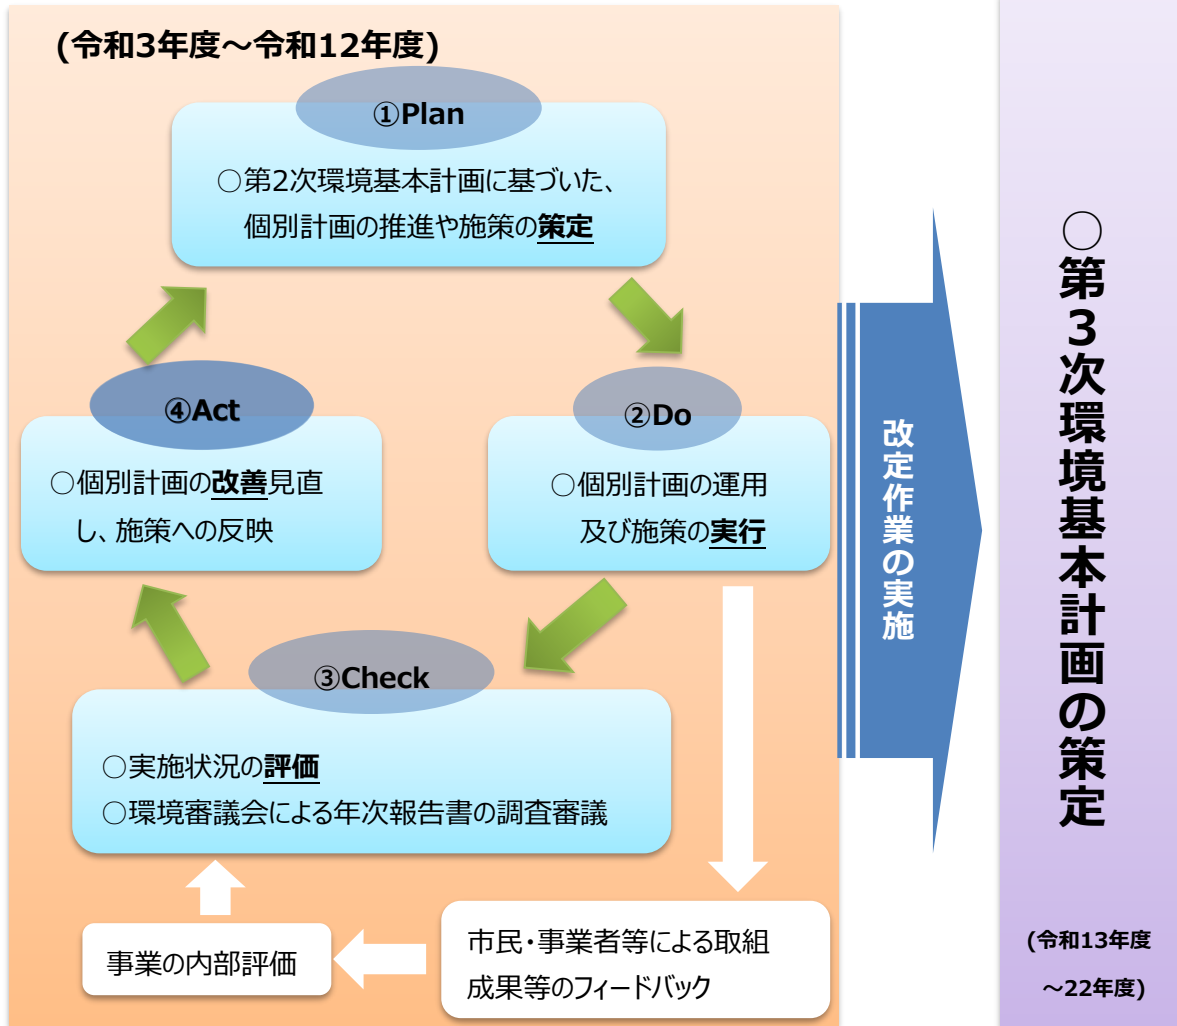 (令和3年度～令和12年度)
①Plan
○第2次環境基本計画に基づいた、
個別計画の推進や施策の策定
②Do
○個別計画の運用
及び施策の実行
③Check
○実施状況の評価
○環境審議会による年次報告書の調査審議
④Act
○個別計画の改善見直
し、施策への反映
市民・事業者等による取組
成果等のフィードバック
事業の内部評価
改定作業の実施
○第3次環境基本計画の策定
(令和13年度
～22年度)